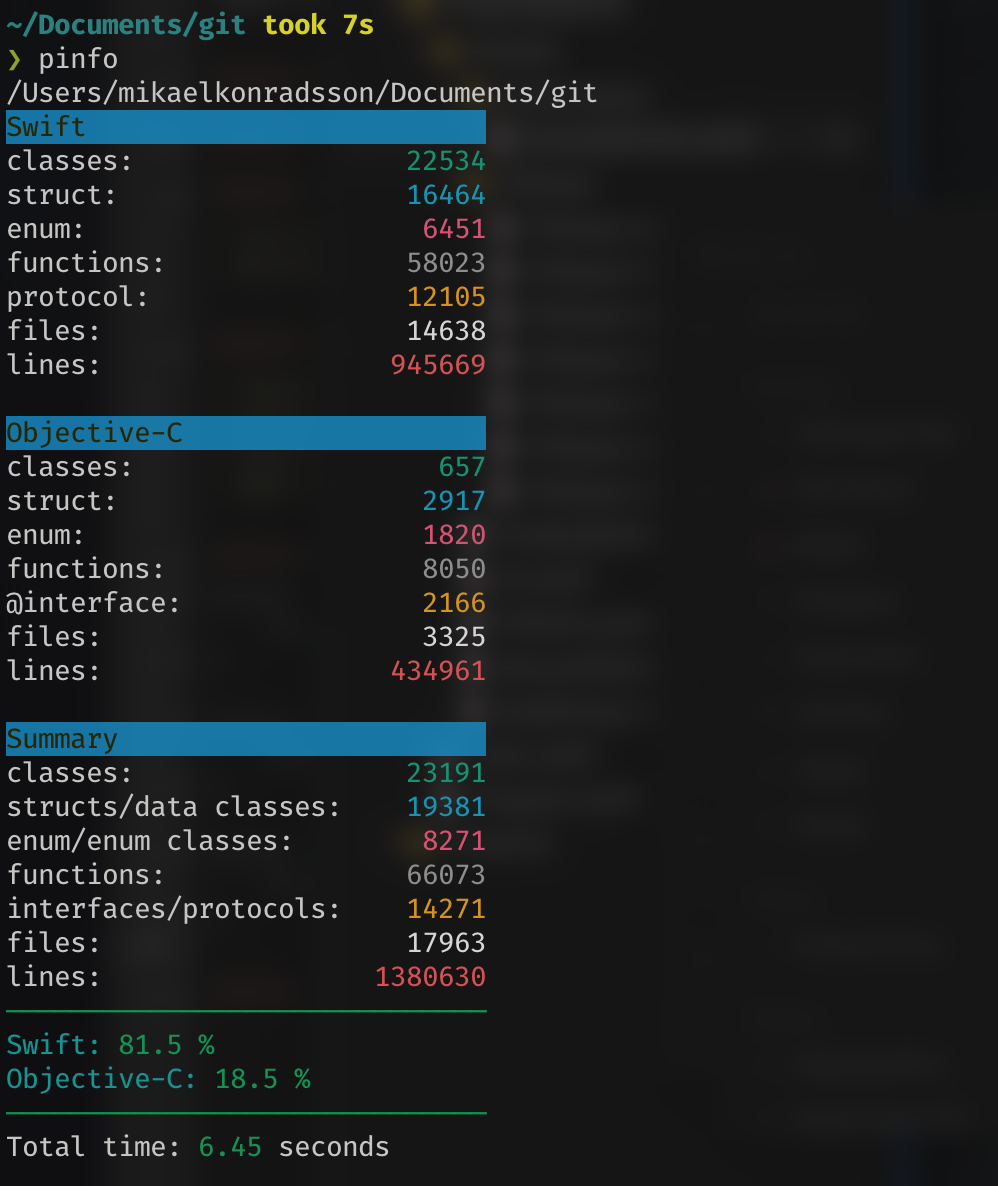 ~/Documents/git took 7s
❯ pinfo
/Users/mikaelkonradsson/Documents/git
Swift
classes: 22534
struct: 16464
enum: 6451
functions: 58023
protocol: 12105
files: 14638
lines: 945669
Objective-C
classes: 657
struct: 2917
enum: 1820
functions: 8050
@interface: 2166
files: 3325
lines: 434961
Summary
classes: 23191
structs/data classes: 19381
enum/enum classes: 8271
functions: 66073
interfaces/protocols: 14271
files: 17963
lines: 1380630
Swift: 81.5 %
Objective-C: 18.5 %
Total time: 6.45 seconds